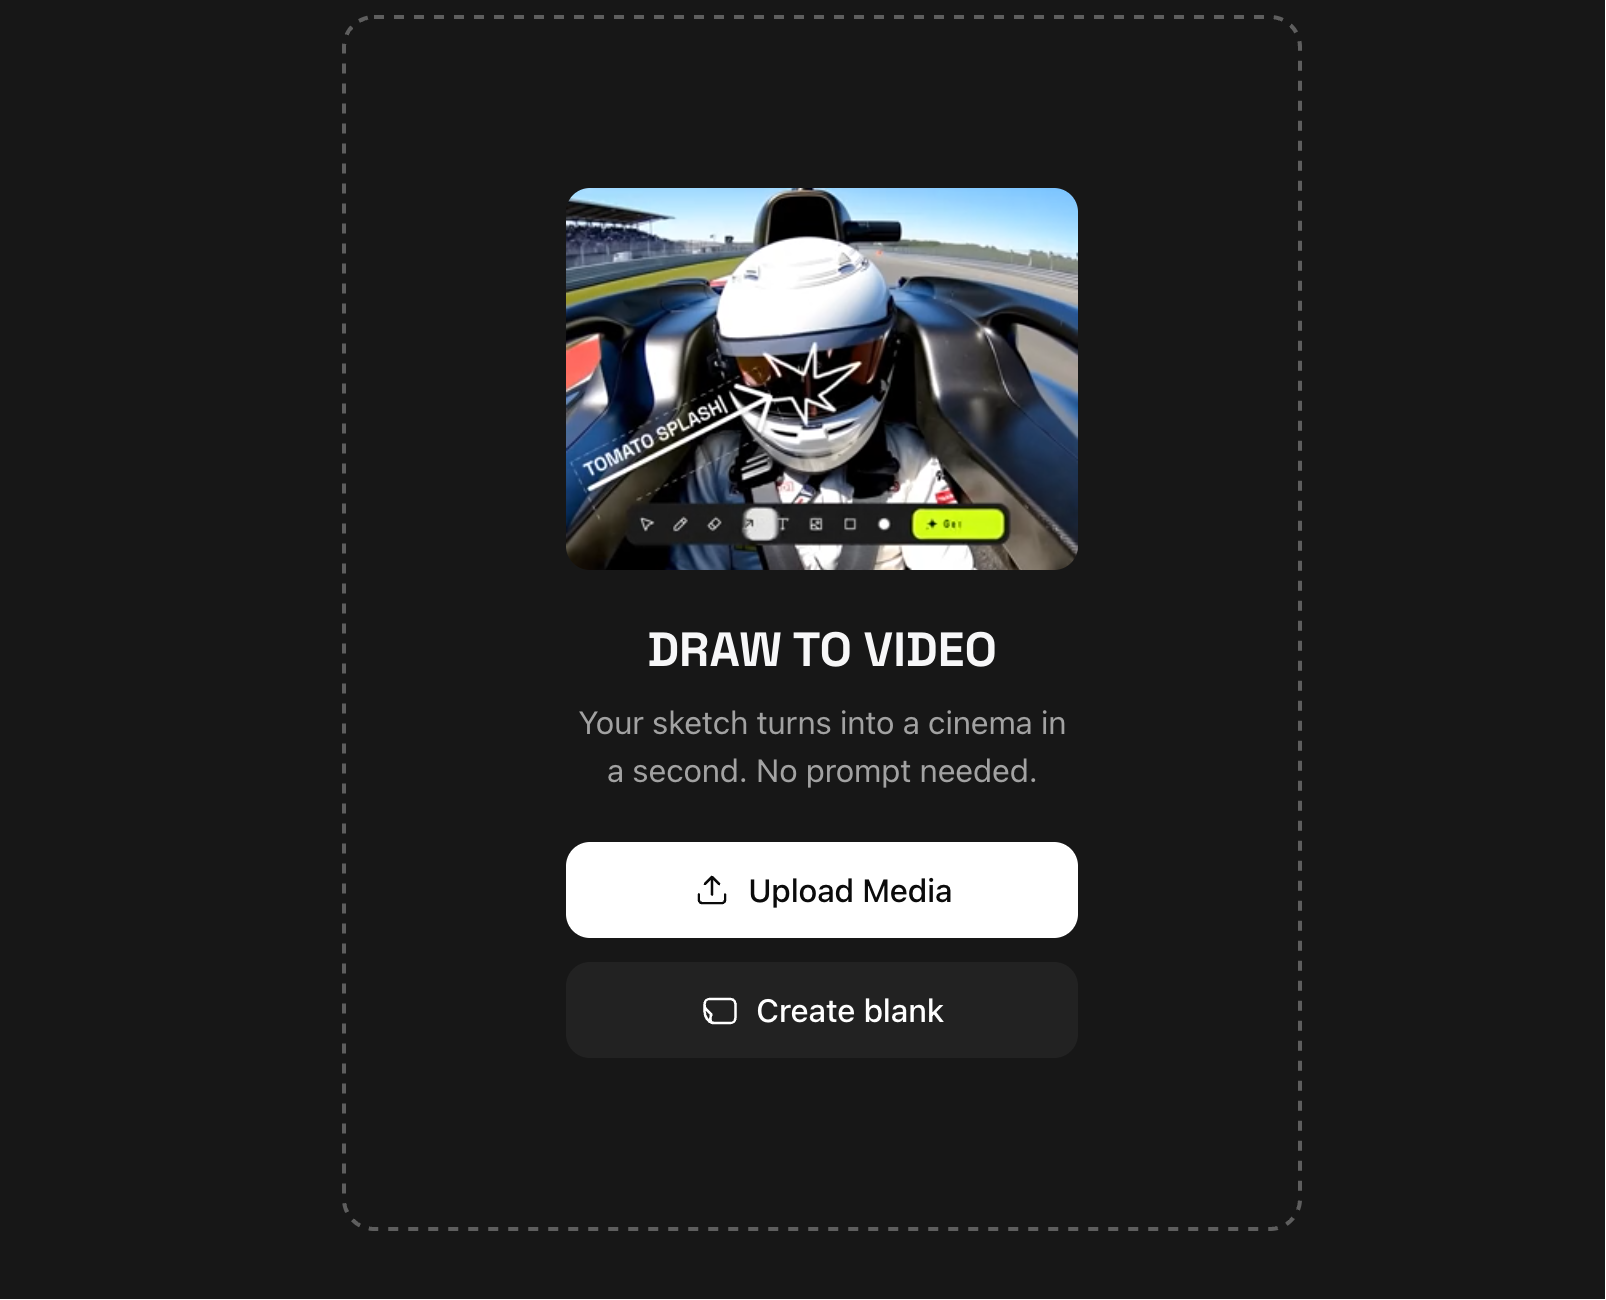 TOMATO SPLASH
DRAW TO VIDEO
Your sketch turns into a cinema in
a second. No prompt needed.
Upload Media
Create blank